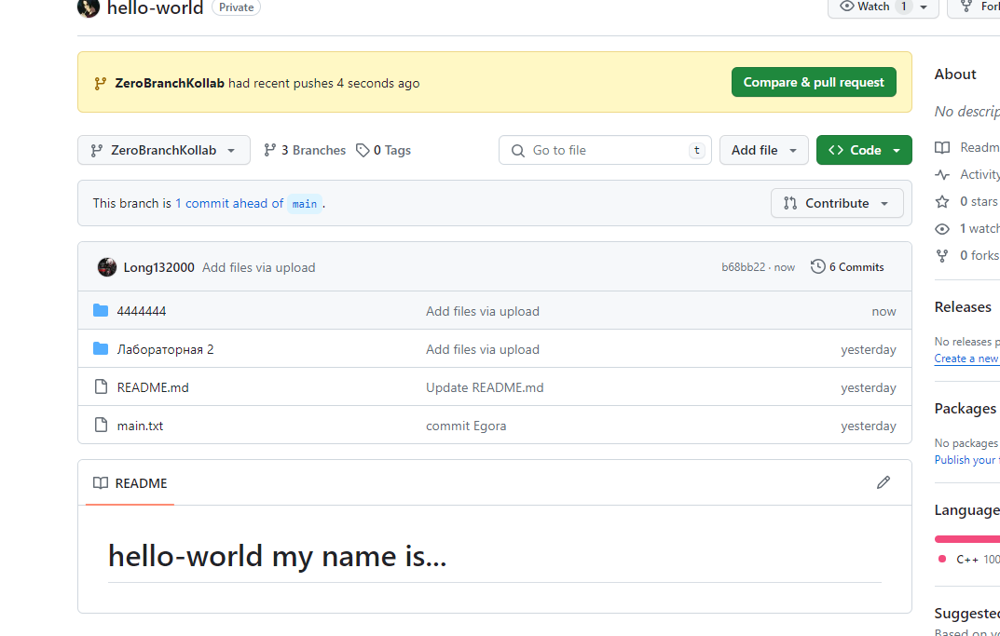 hello-world Private Watch 1 Fork
ZeroBranchKollab had recent pushes 4 seconds ago Compare & pull request
ZeroBranchKollab 3 Branches 0 Tags Go to file t Add file Code
This branch is 1 commit ahead of main . Contribute
Long132000 Add files via upload b68bb22 · now 6 Commits
4444444 Add files via upload now
Лабораторная 2 Add files via upload yesterday
README.md Update README.md yesterday
main.txt commit Egora yesterday
README
hello-world my name is...
About
No descrip
Readm
Activity
0 stars
1 watch
0 forks
Releases
No releases p
Create a new
Packages
No packages
Publish your
Language
C++ 100
Suggested
Based on yo